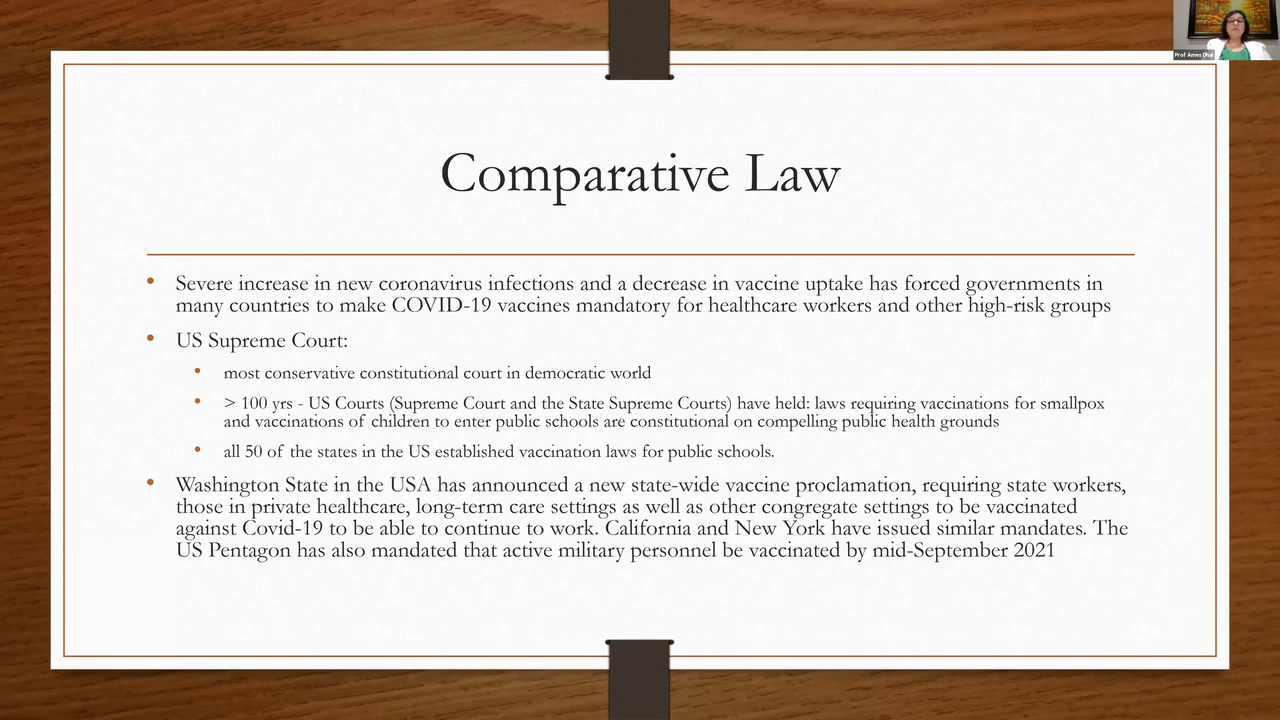 Prof Ames Dhai
Comparative Law
• Severe increase in new coronavirus infections and a decrease in vaccine uptake has forced governments in
many countries to make COVID-19 vaccines mandatory for healthcare workers and other high-risk groups
• US Supreme Court:
• most conservative constitutional court in democratic world
• > 100 yrs - US Courts (Supreme Court and the State Supreme Courts) have held: laws requiring vaccinations for smallpox
and vaccinations of children to enter public schools are constitutional on compelling public health grounds
• all 50 of the states in the US established vaccination laws for public schools.
• Washington State in the USA has announced a new state-wide vaccine proclamation, requiring state workers,
those in private healthcare, long-term care settings as well as other congregate settings to be vaccinated
against Covid-19 to be able to continue to work. California and New York have issued similar mandates. The
US Pentagon has also mandated that active military personnel be vaccinated by mid-September 2021